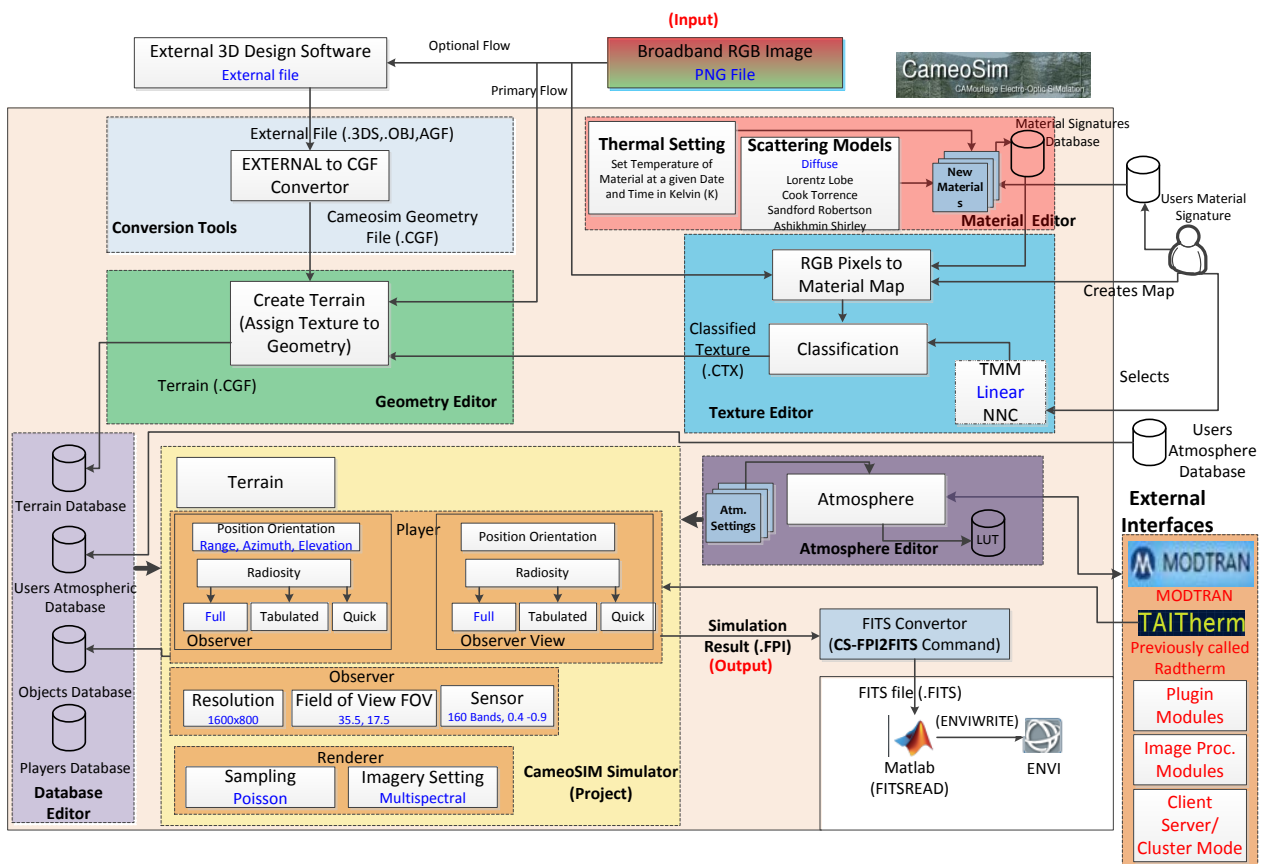 (Input)
External 3D Design Software
External file
Optional Flow
Broadband RGB Image
PNG File
Primary Flow
CameoSim
CAMouflage Electro-Optic SIMulation
External File (.3DS,.OBJ,AGF)
EXTERNAL to CGF
Convertor
Cameosim Geometry
File (.CGF)
Conversion Tools
Thermal Setting
Set Temperature of
Material at a given Date
and Time in Kelvin (K)
Scattering Models
Diffuse
Lorentz Lobe
Cook Torrence
Sandford Robertson
Ashikhmin Shirley
New
Material
s
Material Signatures
Database
Material Editor
Users Material
Signature
Creates Map
Selects
RGB Pixels to
Material Map
Classification
TMM
Linear
NNC
Texture Editor
Classified
Texture
(.CTX)
Create Terrain
(Assign Texture to
Geometry)
Terrain (.CGF)
Geometry Editor
Users
Atmosphere
Database
Terrain Database
Users Atmospheric
Database
Objects Database
Players Database
Database
Editor
Terrain
Player
Position Orientation
Range, Azimuth, Elevation
Radiosity
Full
Tabulated
Quick
Observer
Position Orientation
Radiosity
Full
Tabulated
Quick
Observer View
Observer
Resolution
1600x800
Field of View FOV
35.5, 17.5
Sensor
160 Bands, 0.4 -0.9
Renderer
Sampling
Poisson
Imagery Setting
Multispectral
CameoSIM Simulator
(Project)
Atm.
Settings
Atmosphere
LUT
Atmosphere Editor
Simulation
Result (.FPI)
(Output)
FITS Convertor
(CS-FPI2FITS Command)
FITS file (.FITS)
(ENVIWRITE)
Matlab
(FITSREAD)
ENVI
External
Interfaces
MODTRAN
MODTRAN
TAITherm
Previously called
Radtherm
Plugin
Modules
Image Proc.
Modules
Client
Server/
Cluster Mode